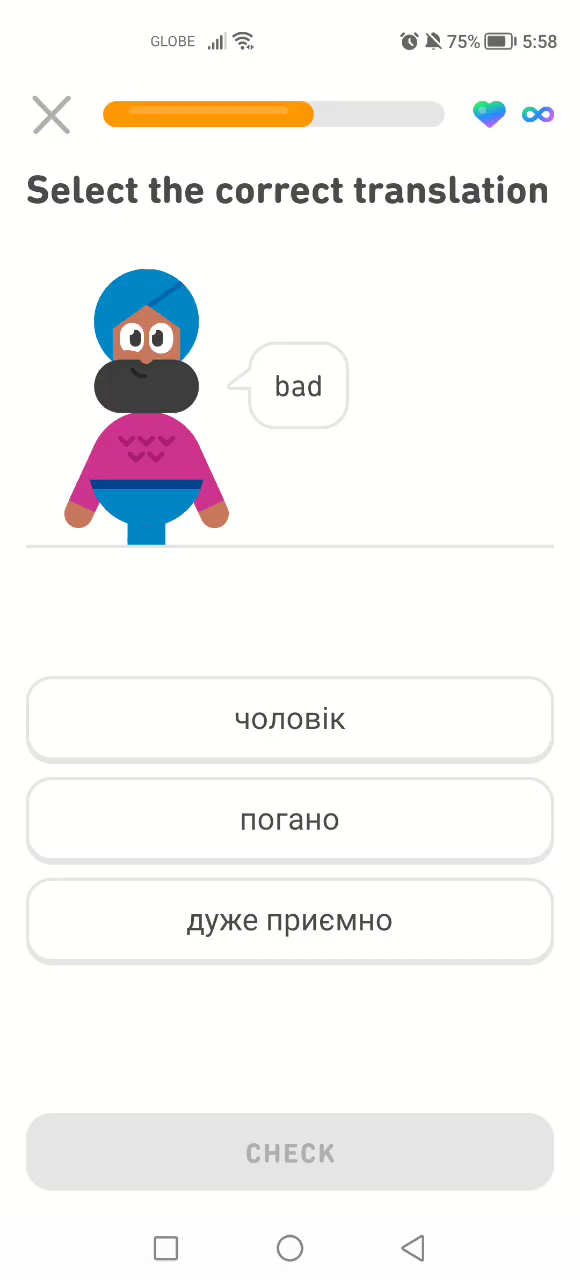 GLOBE 75% 5:58
Select the correct translation
bad
чоловік
погано
дуже приємно
CHECK